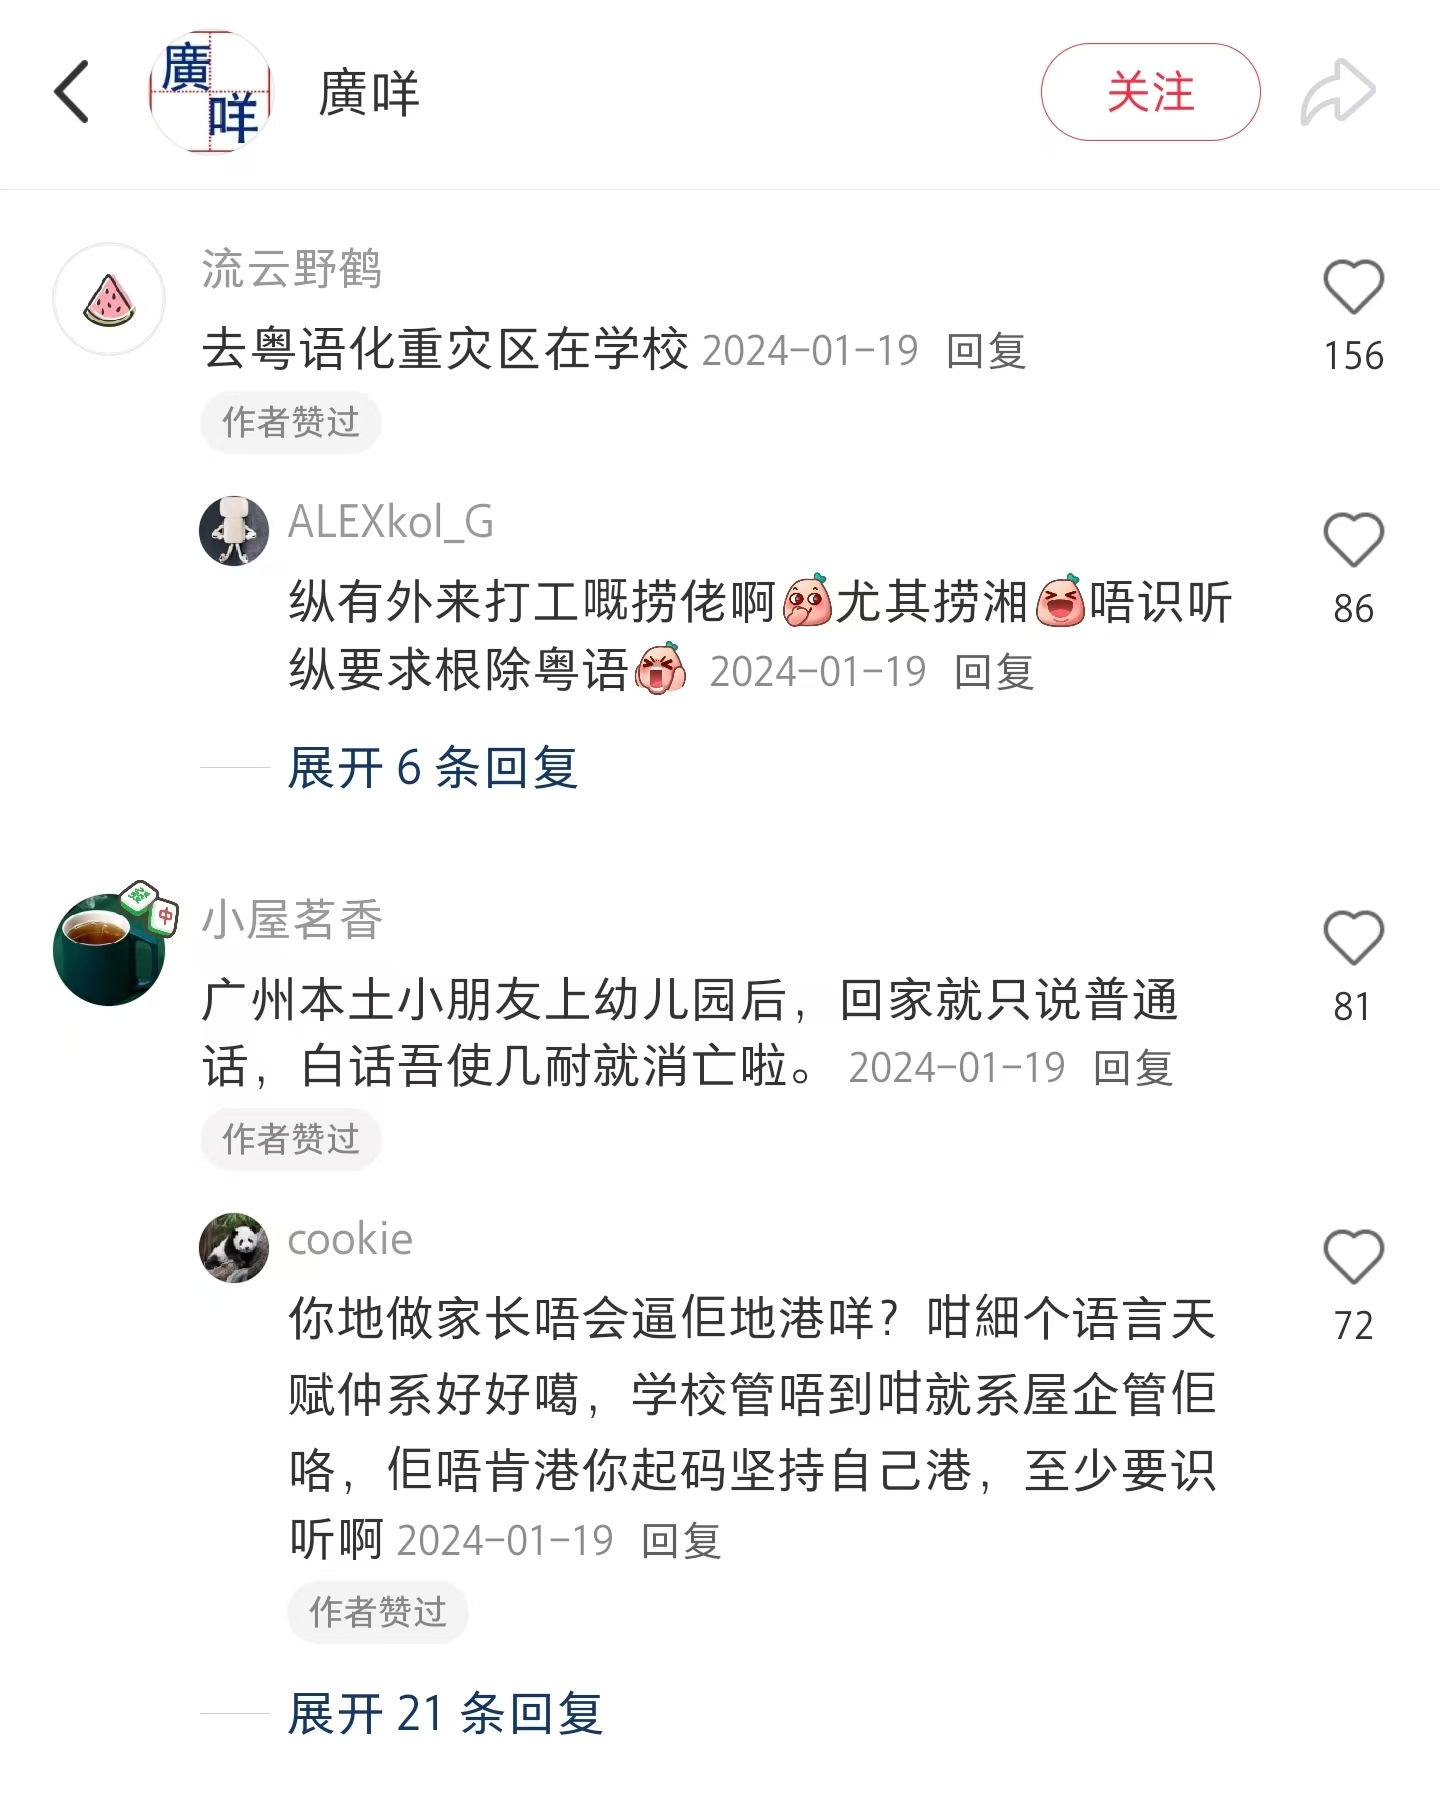 廣咩
廣咩
关注
流云野鹤
去粤语化重灾区在学校 2024-01-19 回复
156
作者赞过
ALEXkol_G
纵有外来打工嘅捞佬啊尤其捞湘唔识听
86
纵要求根除粤语 2024-01-19 回复
展开 6 条回复
小屋茗香
广州本土小朋友上幼儿园后，回家就只说普通
81
话，白话吾使几耐就消亡啦。 2024-01-19 回复
作者赞过
cookie
你地做家长唔会逼佢地港咩？咁細个语言天
72
赋仲系好好噶，学校管唔到咁就系屋企管佢
咯，佢唔肯港你起码坚持自己港，至少要识
听啊 2024-01-19 回复
作者赞过
展开 21 条回复